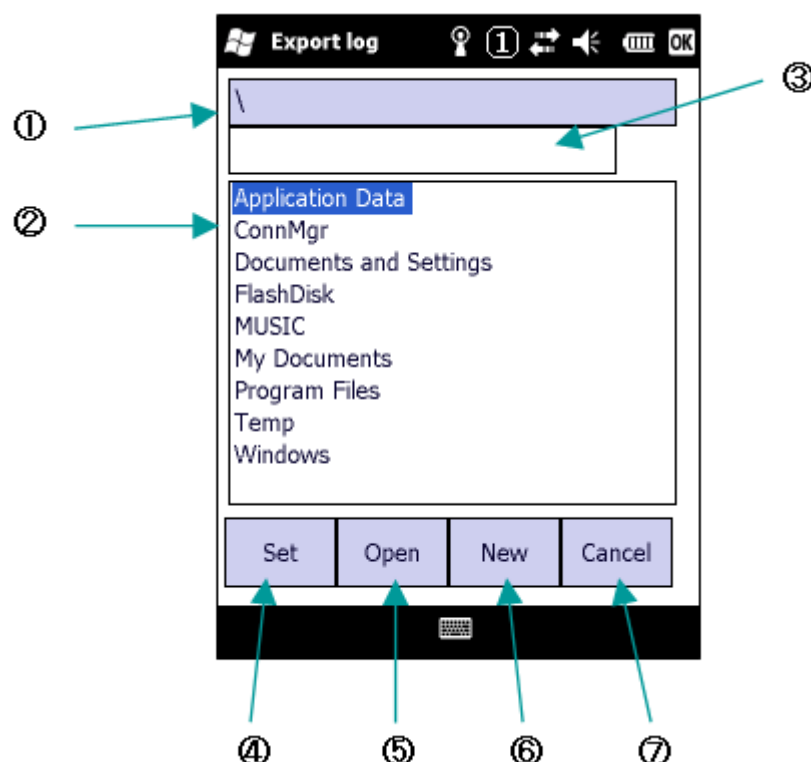 Export log ① OK
\
Application Data
ConnMgr
Documents and Settings
FlashDisk
MUSIC
My Documents
Program Files
Temp
Windows
Set Open New Cancel
①
②
③
④ ⑤ ⑥ ⑦